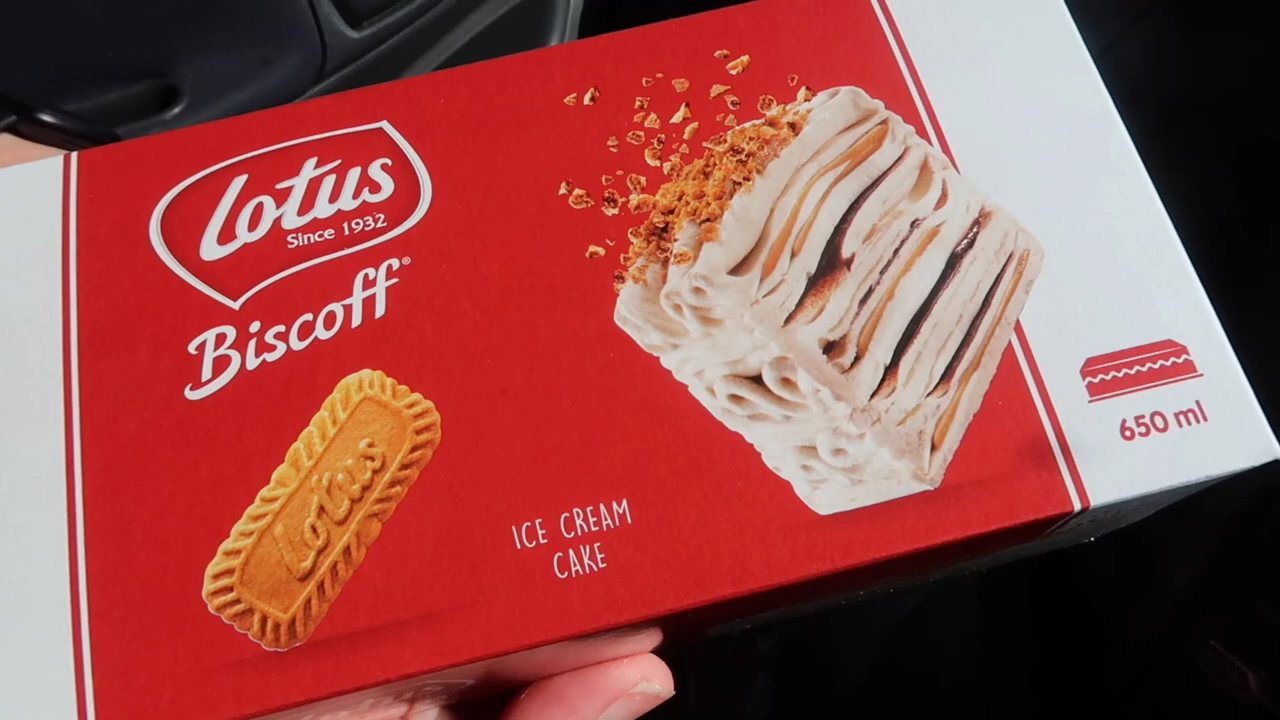 Lotus
Since 1932
Biscoff®
Lotus
ICE CREAM
CAKE
650 ml